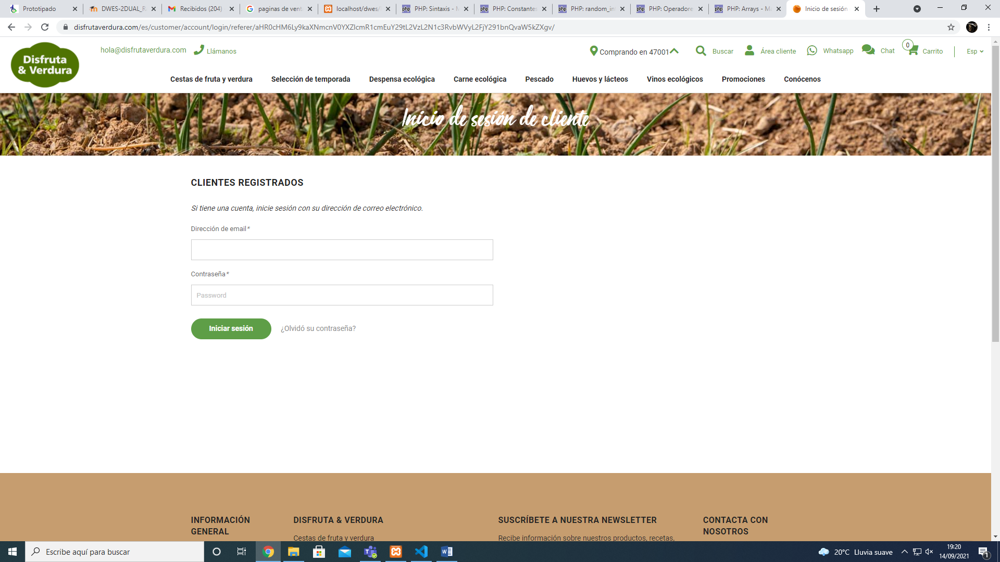 Prototipado
DWES-2DUAL_R
Recibidos (204)
paginas de vent
localhost/dwes/
PHP: Sintaxis - M
PHP: Constantes
PHP: random_in
PHP: Operadore
PHP: Arrays - Ma
Inicio de sesión
disfrutaverdura.com/es/customer/account/login/referer/aHR0cHM6Ly9kaXNmcnV0YXZlcmR1cmEuY29tL2VzL2N1c3RvbWVyL2FjY291bnQvaW5kZXgv/
Disfruta
& Verdura
hola@disfrutaverdura.com
Llámanos
Comprando en 47001
Buscar
Área cliente
Whatsapp
Chat
0
Carrito
Esp
Cestas de fruta y verdura
Selección de temporada
Despensa ecológica
Carne ecológica
Pescado
Huevos y lácteos
Vinos ecológicos
Promociones
Conócenos
Inicio de sesión de cliente
CLIENTES REGISTRADOS
Si tiene una cuenta, inicie sesión con su dirección de correo electrónico.
Dirección de email*
Contraseña*
Password
Iniciar sesión
¿Olvidó su contraseña?
INFORMACIÓN
GENERAL
DISFRUTA & VERDURA
Cestas de fruta y verdura
SUSCRÍBETE A NUESTRA NEWSLETTER
Recibe información sobre nuestros productos, recetas,
CONTACTA CON
NOSOTROS
Escribe aquí para buscar
20°C Lluvia suave
19:20
14/09/2021
1